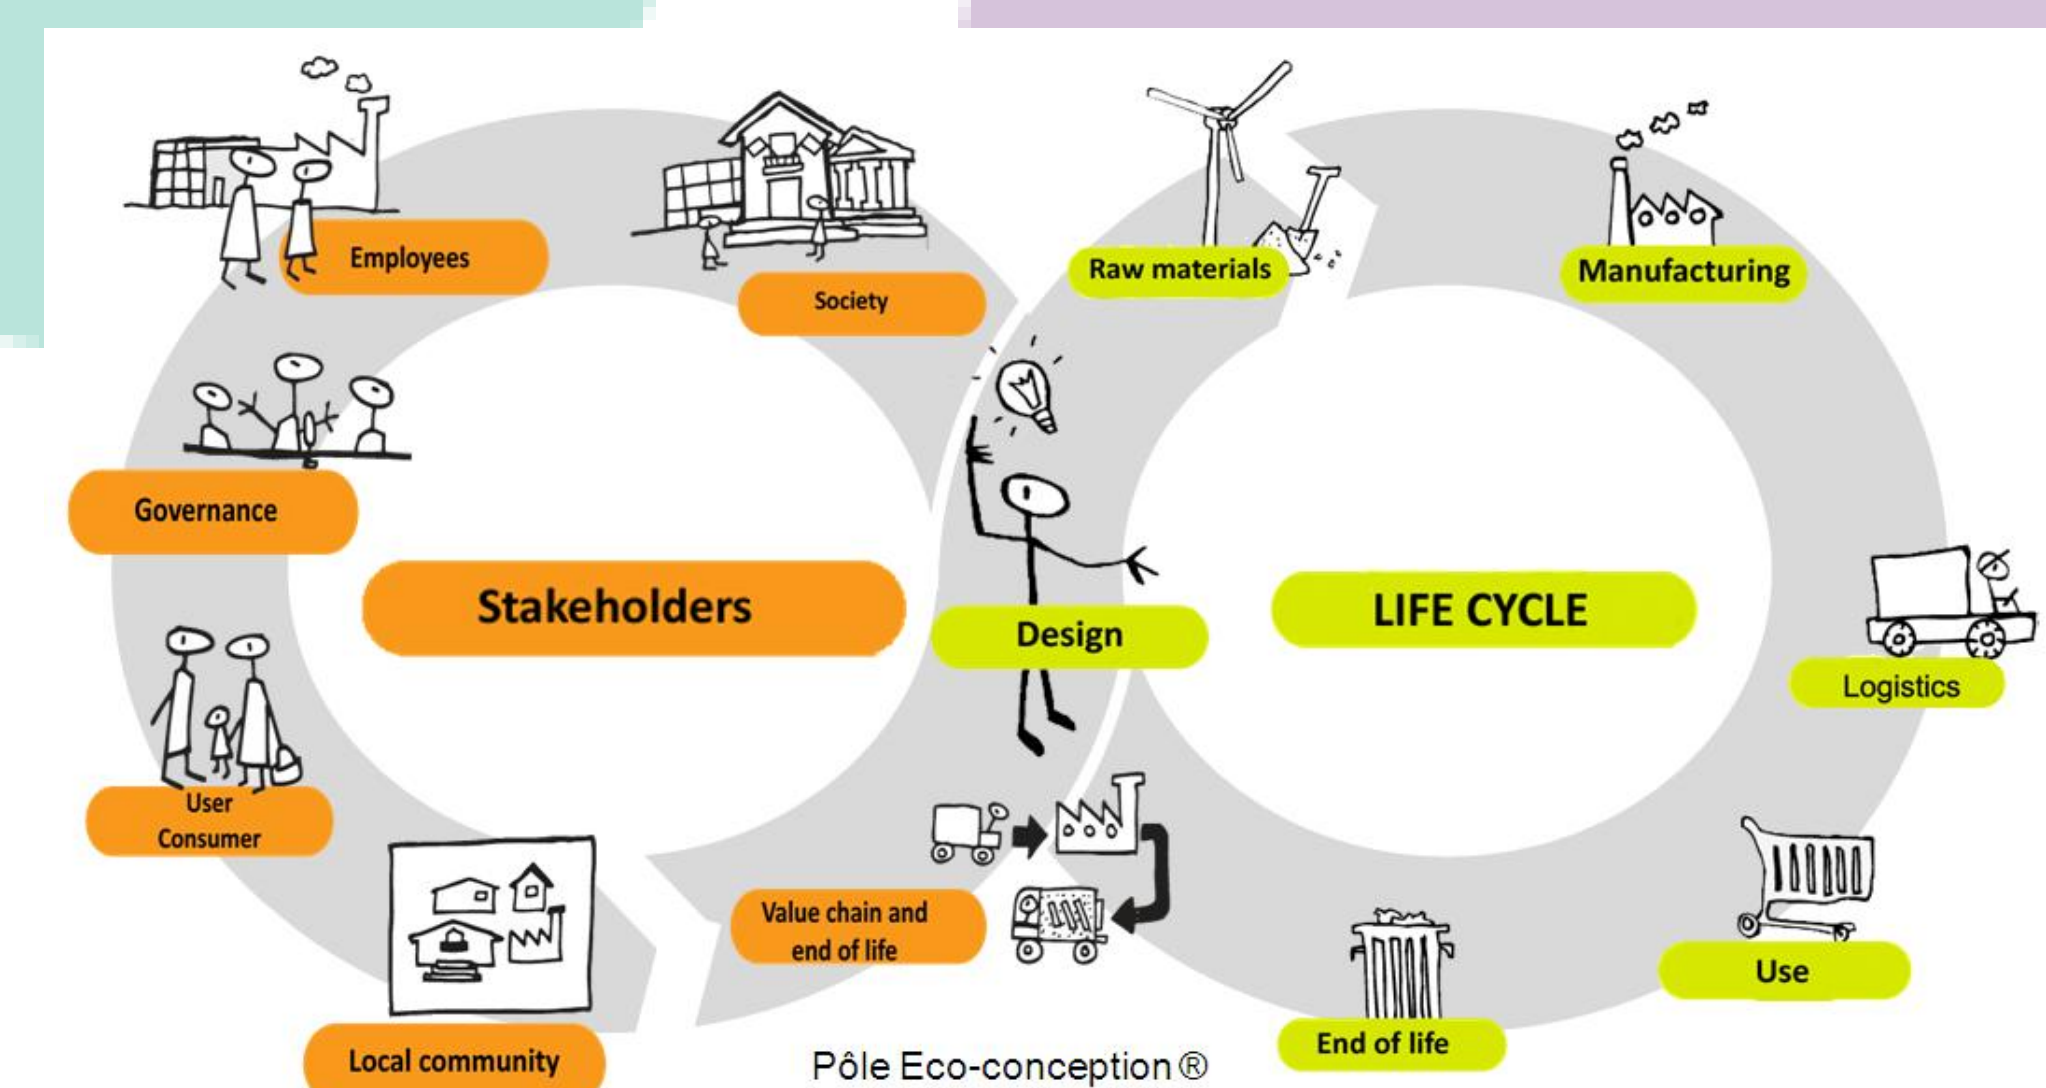 Employees
Society
Raw materials
Manufacturing
Governance
Stakeholders
Design
LIFE CYCLE
Logistics
User
Consumer
Value chain and
end of life
Use
Local community
End of life
Pôle Eco-conception ®